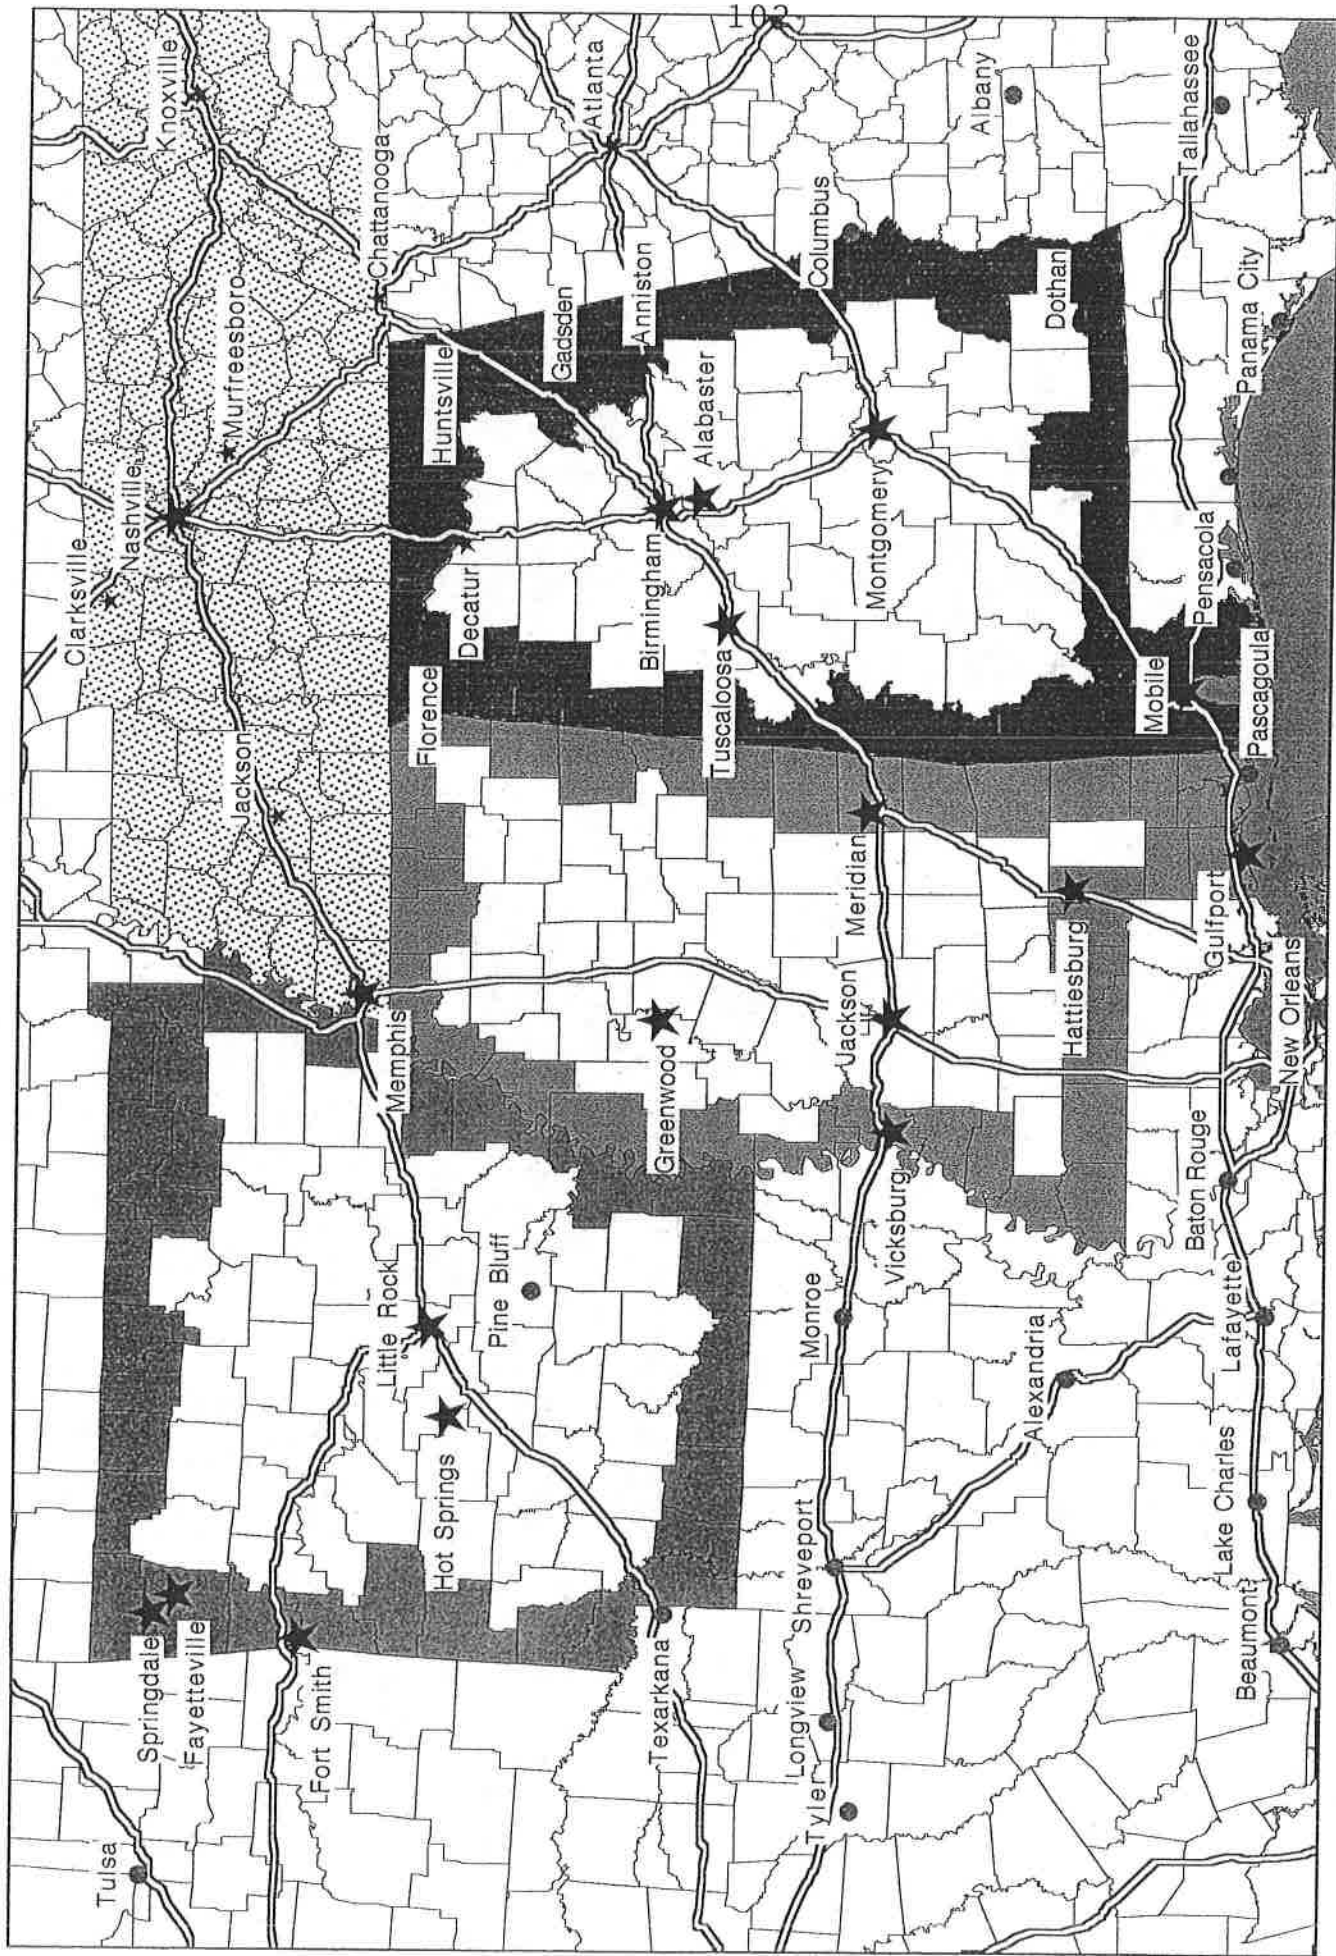 102
Tulsa
Springdale
Fayetteville
Fort Smith
Hot Springs
Little Rock
Pine Bluff
Texarkana
Memphis
Jackson
Clarksville
Nashville
Murfreesboro
Knoxville
Chattanooga
Huntsville
Florence
Decatur
Gadsden
Anniston
Atlanta
Birmingham
Alabaster
Tuscaloosa
Greenwood
Columbus
Montgomery
Albany
Dothan
Tyler
Longview
Shreveport
Monroe
Vicksburg
Jackson
Meridian
Hattiesburg
Alexandria
Beaumont
Lake Charles
Lafayette
Baton Rouge
New Orleans
Gulfport
Pascagoula
Mobile
Pensacola
Panama City
Tallahassee